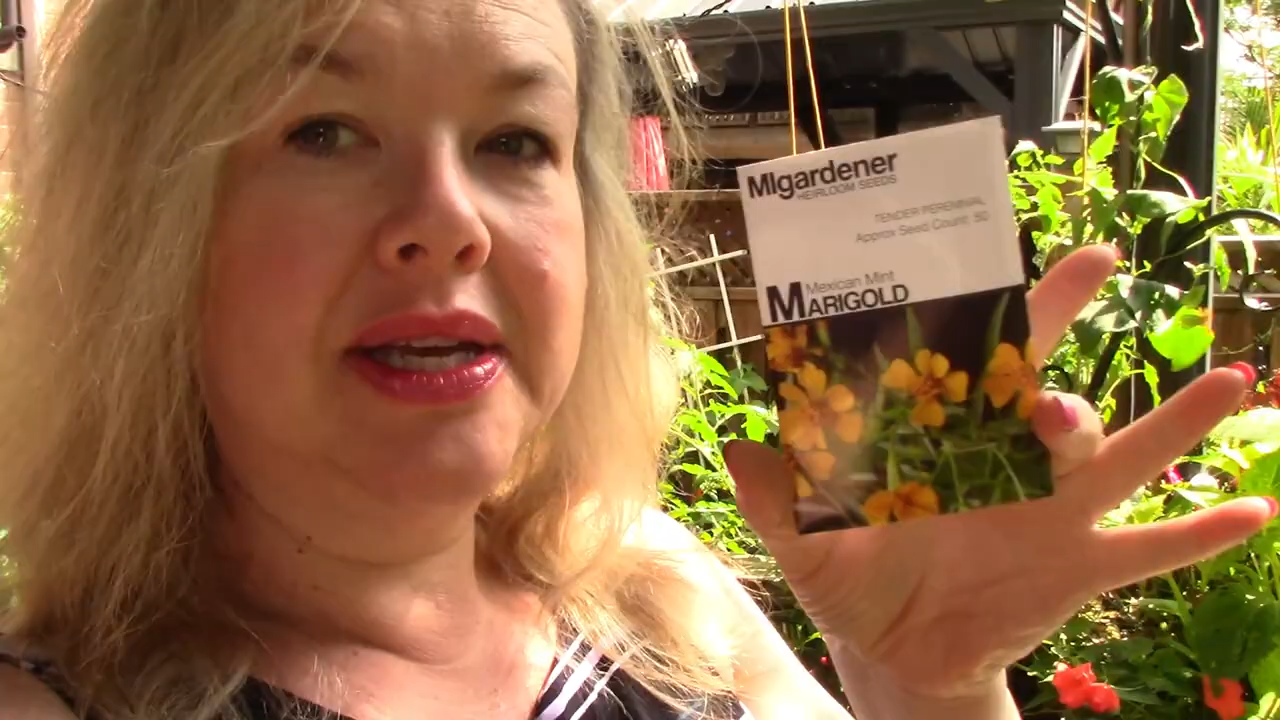 MIgardener
HEIRLOOM SEEDS
TENDER PERENNIAL
Approx Seed Count: 50
Mexican Mint
MARIGOLD